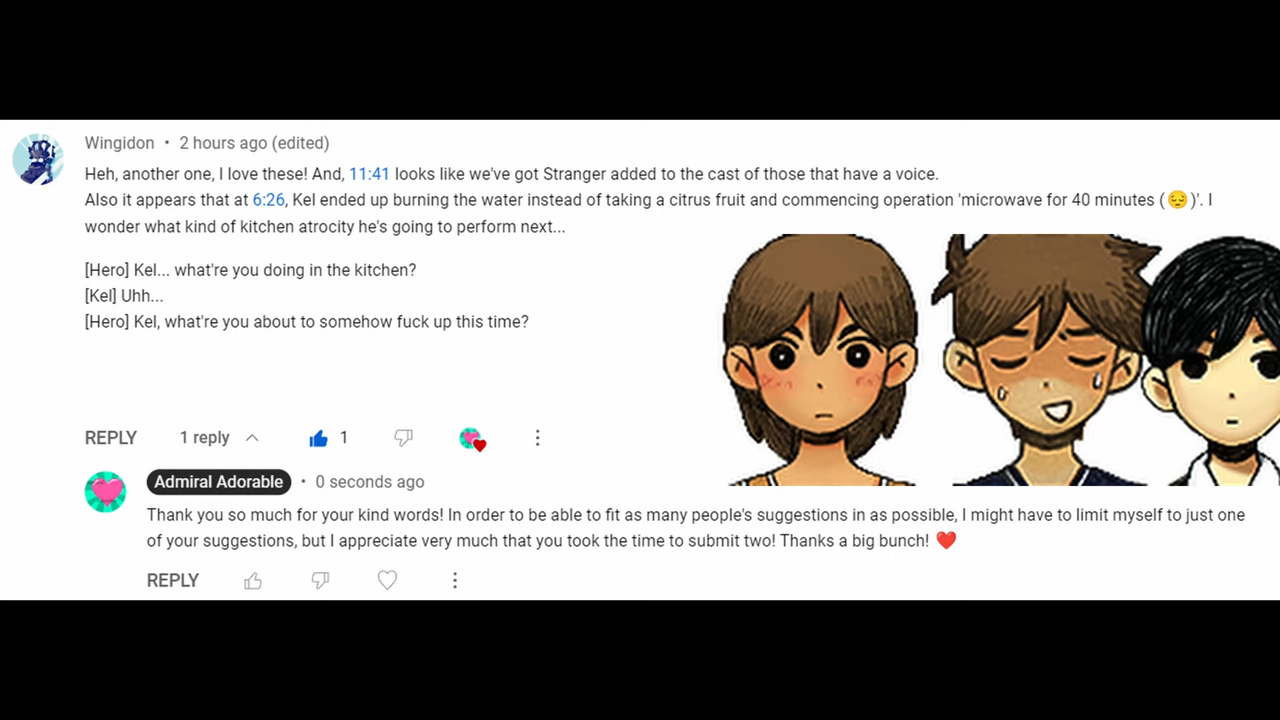 Wingidon • 2 hours ago (edited)
Heh, another one, I love these! And, 11:41 looks like we've got Stranger added to the cast of those that have a voice.
Also it appears that at 6:26, Kel ended up burning the water instead of taking a citrus fruit and commencing operation 'microwave for 40 minutes (😔)'. I
wonder what kind of kitchen atrocity he's going to perform next...
[Hero] Kel... what're you doing in the kitchen?
[Kel] Uhh...
[Hero] Kel, what're you about to somehow fuck up this time?
REPLY 1 reply 1
Admiral Adorable • 0 seconds ago
Thank you so much for your kind words! In order to be able to fit as many people's suggestions in as possible, I might have to limit myself to just one
of your suggestions, but I appreciate very much that you took the time to submit two! Thanks a big bunch! ❤️
REPLY